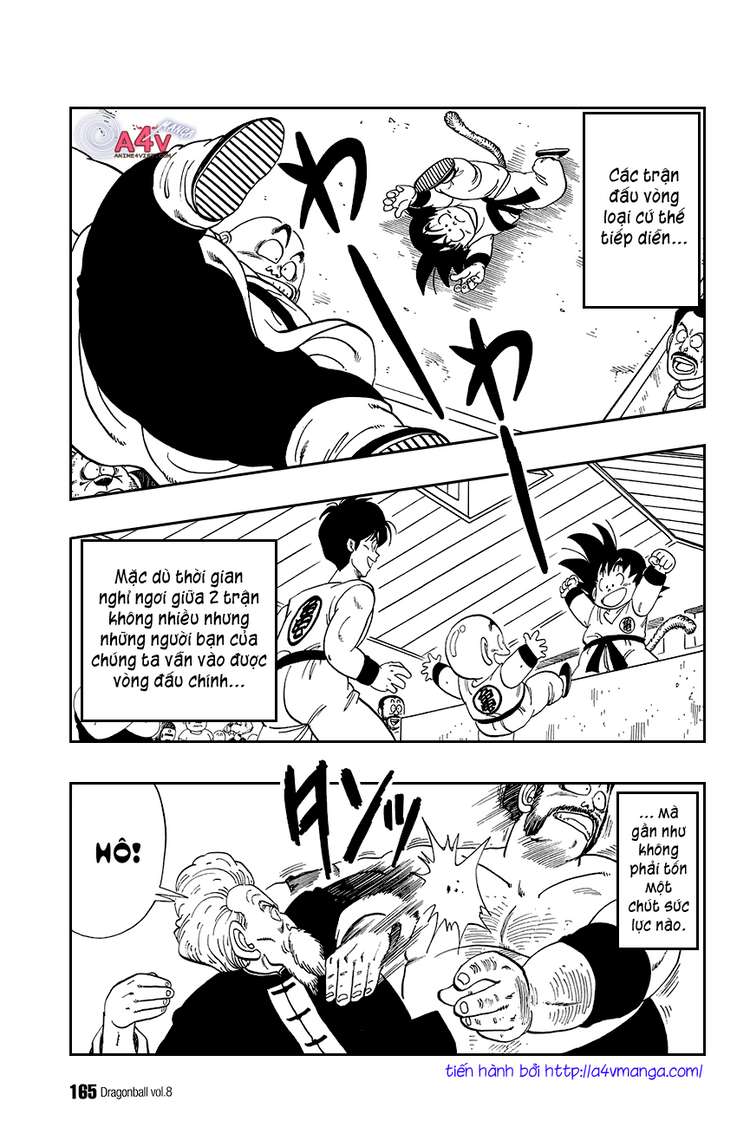 MANGA
A4V
Các trận
đấu vòng
loại cứ thế
tiếp diễn...
わーわー
Mặc dù thời gian
nghỉ ngơi giữa 2 trận
không nhiều nhưng
những người bạn của
chúng ta vẫn vào được
vòng đấu chính...
亀
... mà
gần như
không
phải tốn
một
chút sức
lực nào.
HÔ!
ダンッ
tiến hành bởi http://a4vmanga.com/
165 Dragonball vol.8